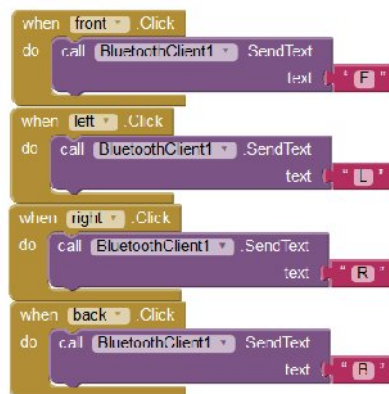 when front .Click
do call BluetoothClient1 .SendText
text " F "
when left .Click
do call BluetoothClient1 .SendText
text " L "
when right .Click
do call BluetoothClient1 .SendText
text " R "
when back .Click
do call BluetoothClient1 .SendText
text